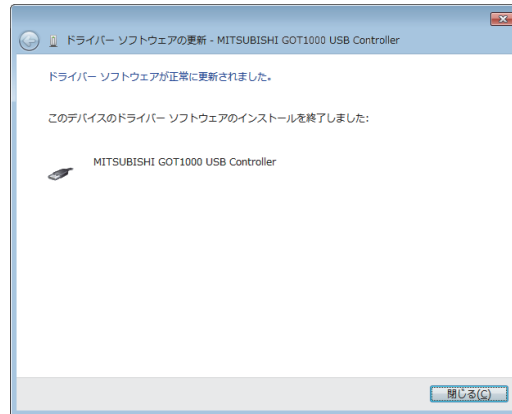 ドライバー ソフトウェアの更新 - MITSUBISHI GOT1000 USB Controller
ドライバー ソフトウェアが正常に更新されました。
このデバイスのドライバー ソフトウェアのインストールを終了しました:
MITSUBISHI GOT1000 USB Controller
閉じる(C)